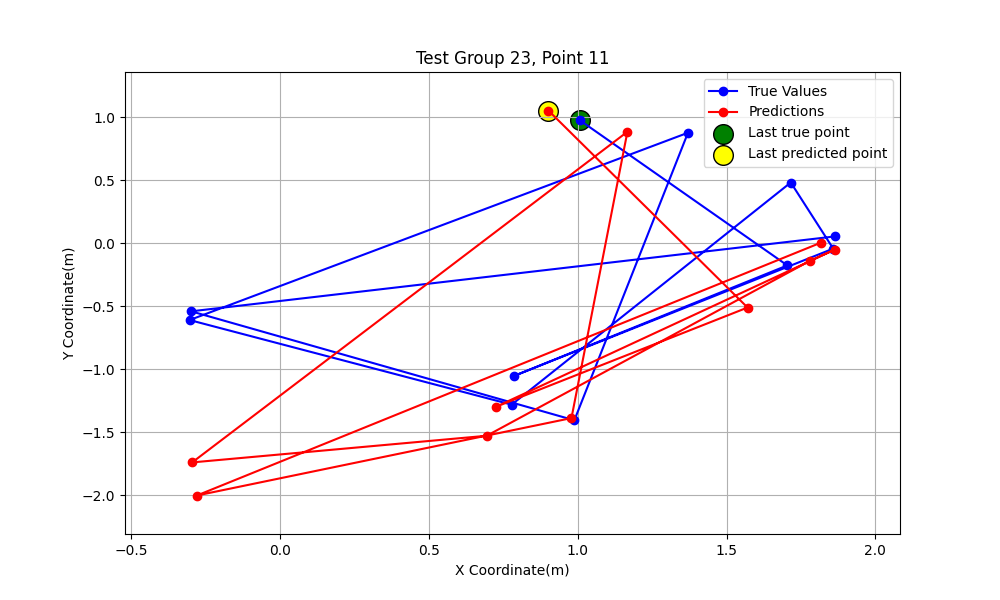 Test Group 23, Point 11
True Values
Predictions
Last true point
Last predicted point
1.0
0.5
0.0
−0.5
−1.0
−1.5
−2.0
Y Coordinate(m)
−0.5 0.0 0.5 1.0 1.5 2.0
X Coordinate(m)